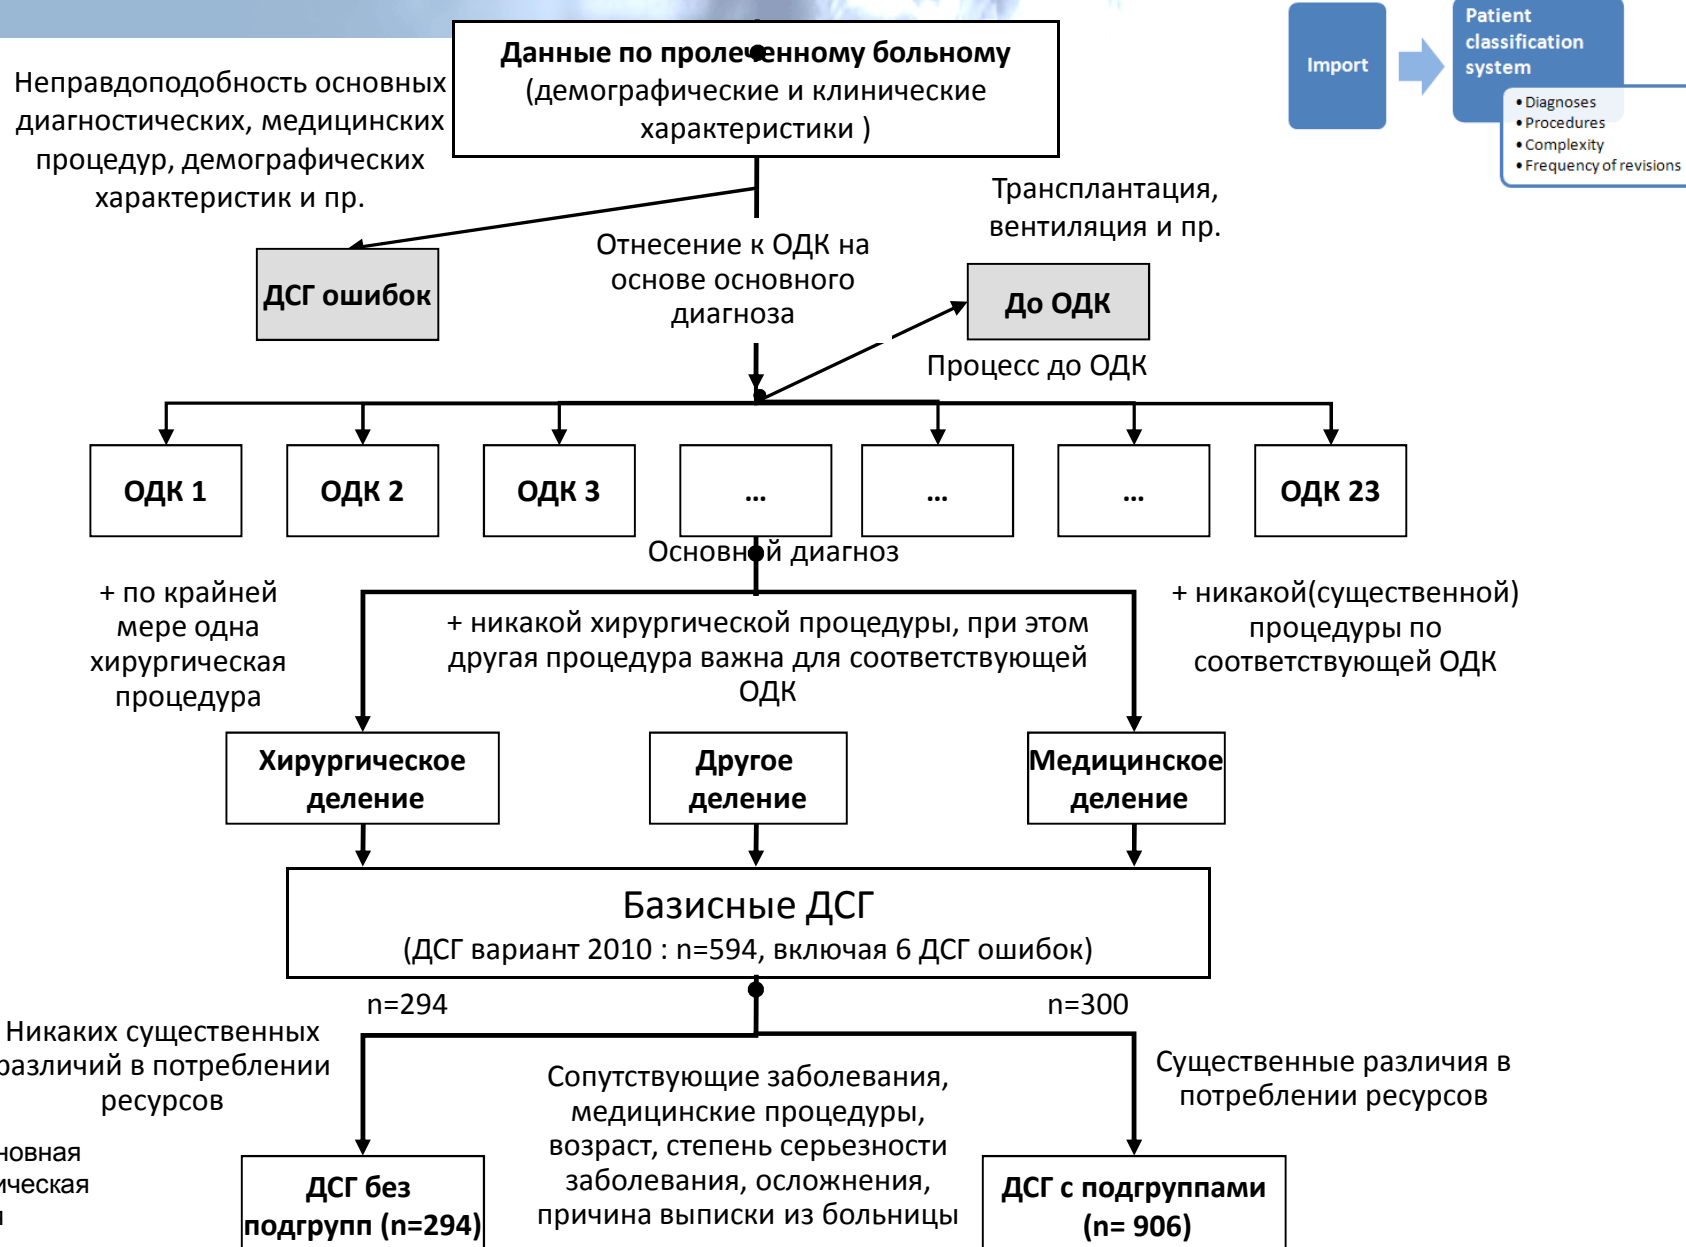 Данные по пролеченному больному
(демографические и клинические
характеристики )
Import
Patient
classification
system
• Diagnoses
• Procedures
• Complexity
• Frequency of revisions
Неправдоподобность основных
диагностических, медицинских
процедур, демографических
характеристик и пр.
Трансплантация,
вентиляция и пр.
ДСГ ошибок
Отнесение к ОДК на
основе основного
диагноза
До ОДК
Процесс до ОДК
ОДК 1
ОДК 2
ОДК 3
...
...
...
ОДК 23
Основной диагноз
+ по крайней
мере одна
хирургическая
процедура
+ никакой хирургической процедуры, при этом
другая процедура важна для соответствующей
ОДК
+ никакой(существенной)
процедуры по
соответствующей ОДК
Хирургическое
деление
Другое
деление
Медицинское
деление
Базисные ДСГ
(ДСГ вариант 2010 : n=594, включая 6 ДСГ ошибок)
n=294
n=300
Никаких существенных
различий в потреблении
ресурсов
Сопутствующие заболевания,
медицинские процедуры,
возраст, степень серьезности
заболевания, осложнения,
причина выписки из больницы
Существенные различия в
потреблении ресурсов
ДСГ без
подгрупп (n=294)
ДСГ с подгруппами
(n= 906)